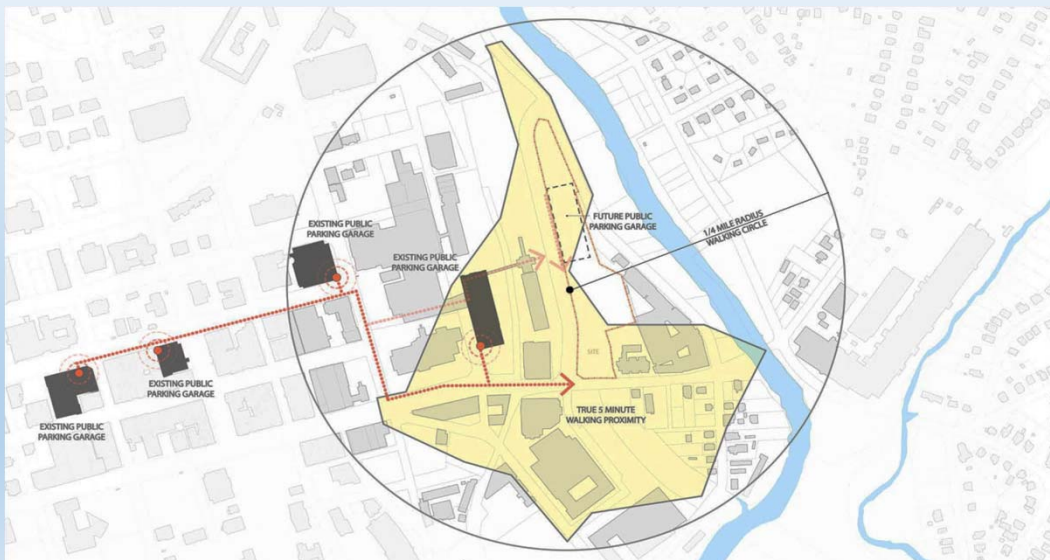 EXISTING PUBLIC
PARKING GARAGE
EXISTING PUBLIC
PARKING GARAGE
FUTURE PUBLIC
PARKING GARAGE
1/4 MILE RADIUS
WALKING CIRCLE
SITE
EXISTING PUBLIC
PARKING GARAGE
TRUE 5 MINUTE
WALKING PROXIMITY
EXISTING PUBLIC
PARKING GARAGE